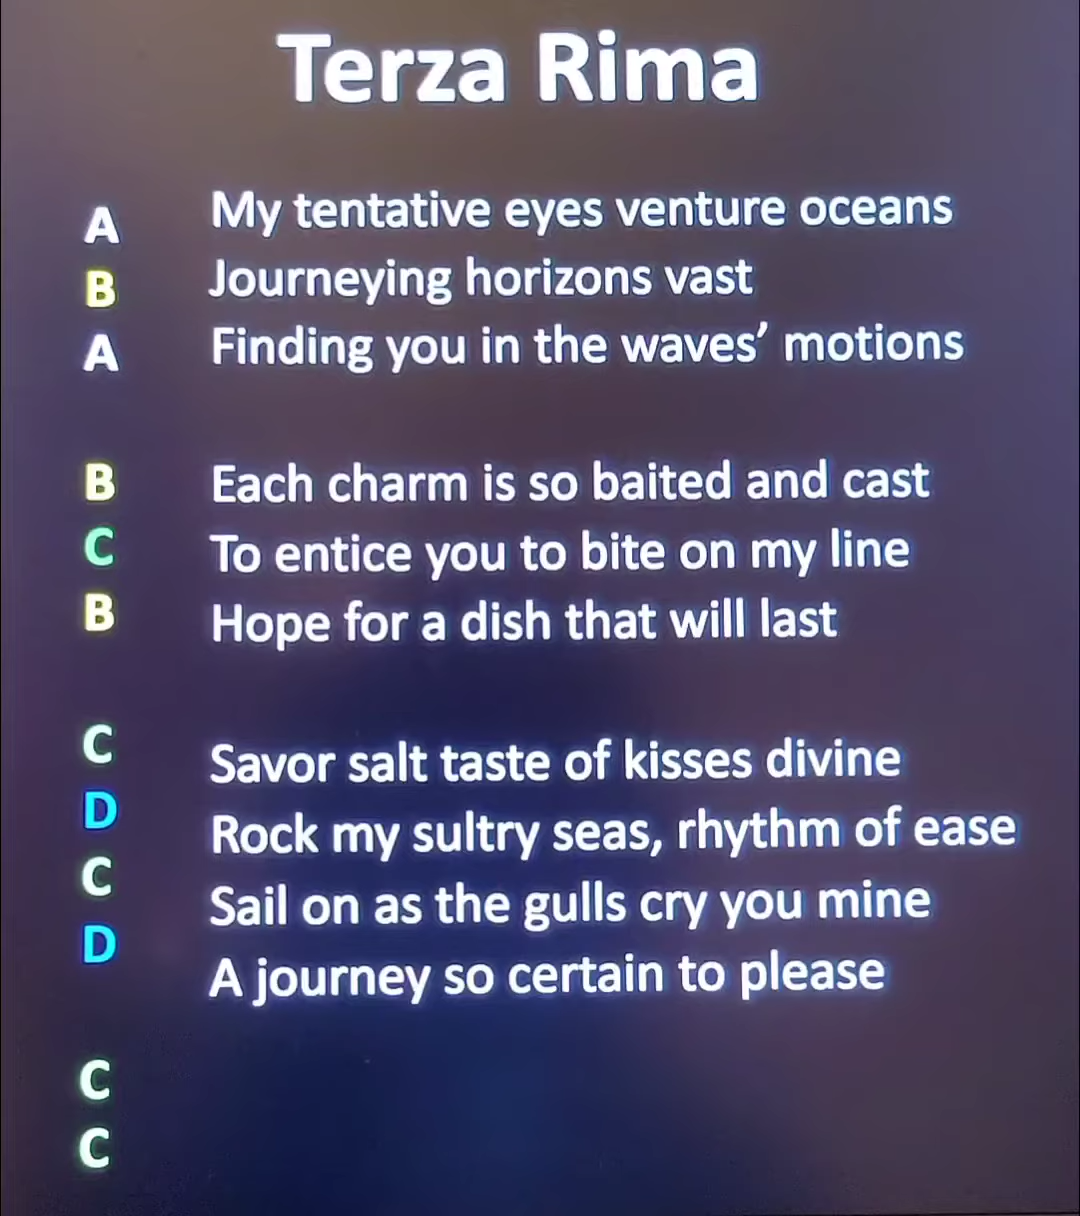 Terza Rima
A My tentative eyes venture oceans
B Journeying horizons vast
A Finding you in the waves’ motions
B Each charm is so baited and cast
C To entice you to bite on my line
B Hope for a dish that will last
C Savor salt taste of kisses divine
D Rock my sultry seas, rhythm of ease
C Sail on as the gulls cry you mine
D A journey so certain to please
C
C